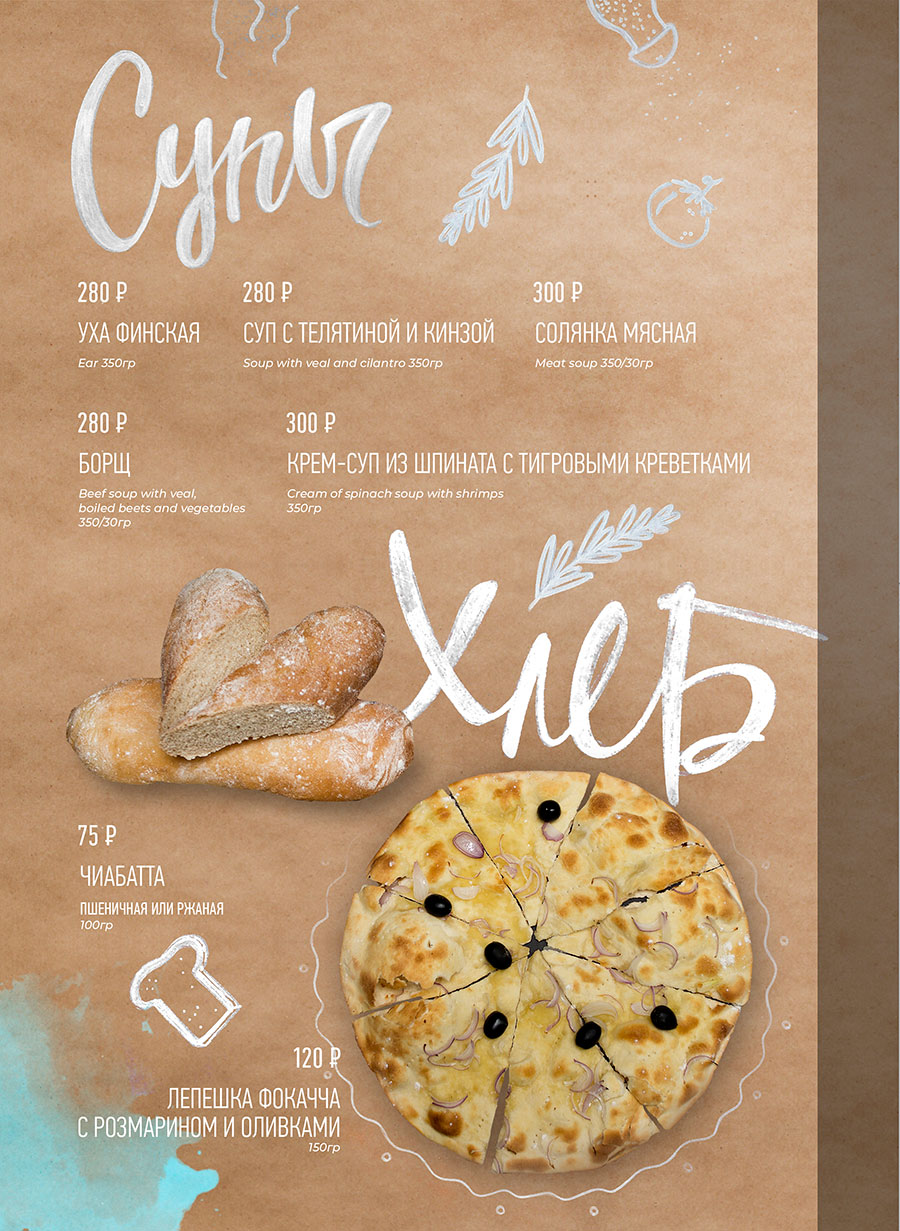 Супы
280 ₽
УХА ФИНСКАЯ
Ear 350гр
280 ₽
СУП С ТЕЛЯТИНОЙ И КИНЗОЙ
Soup with veal and cilantro 350гр
300 ₽
СОЛЯНКА МЯСНАЯ
Meat soup 350/30гр
280 ₽
БОРЩ
Beef soup with veal,
boiled beets and vegetables
350/30гр
300 ₽
КРЕМ-СУП ИЗ ШПИНАТА С ТИГРОВЫМИ КРЕВЕТКАМИ
Cream of spinach soup with shrimps
350гр
Хлеб
75 ₽
ЧИАБАТТА
ПШЕНИЧНАЯ ИЛИ РЖАНАЯ
100гр
120 ₽
ЛЕПЕШКА ФОКАЧЧА
С РОЗМАРИНОМ И ОЛИВКАМИ
150гр